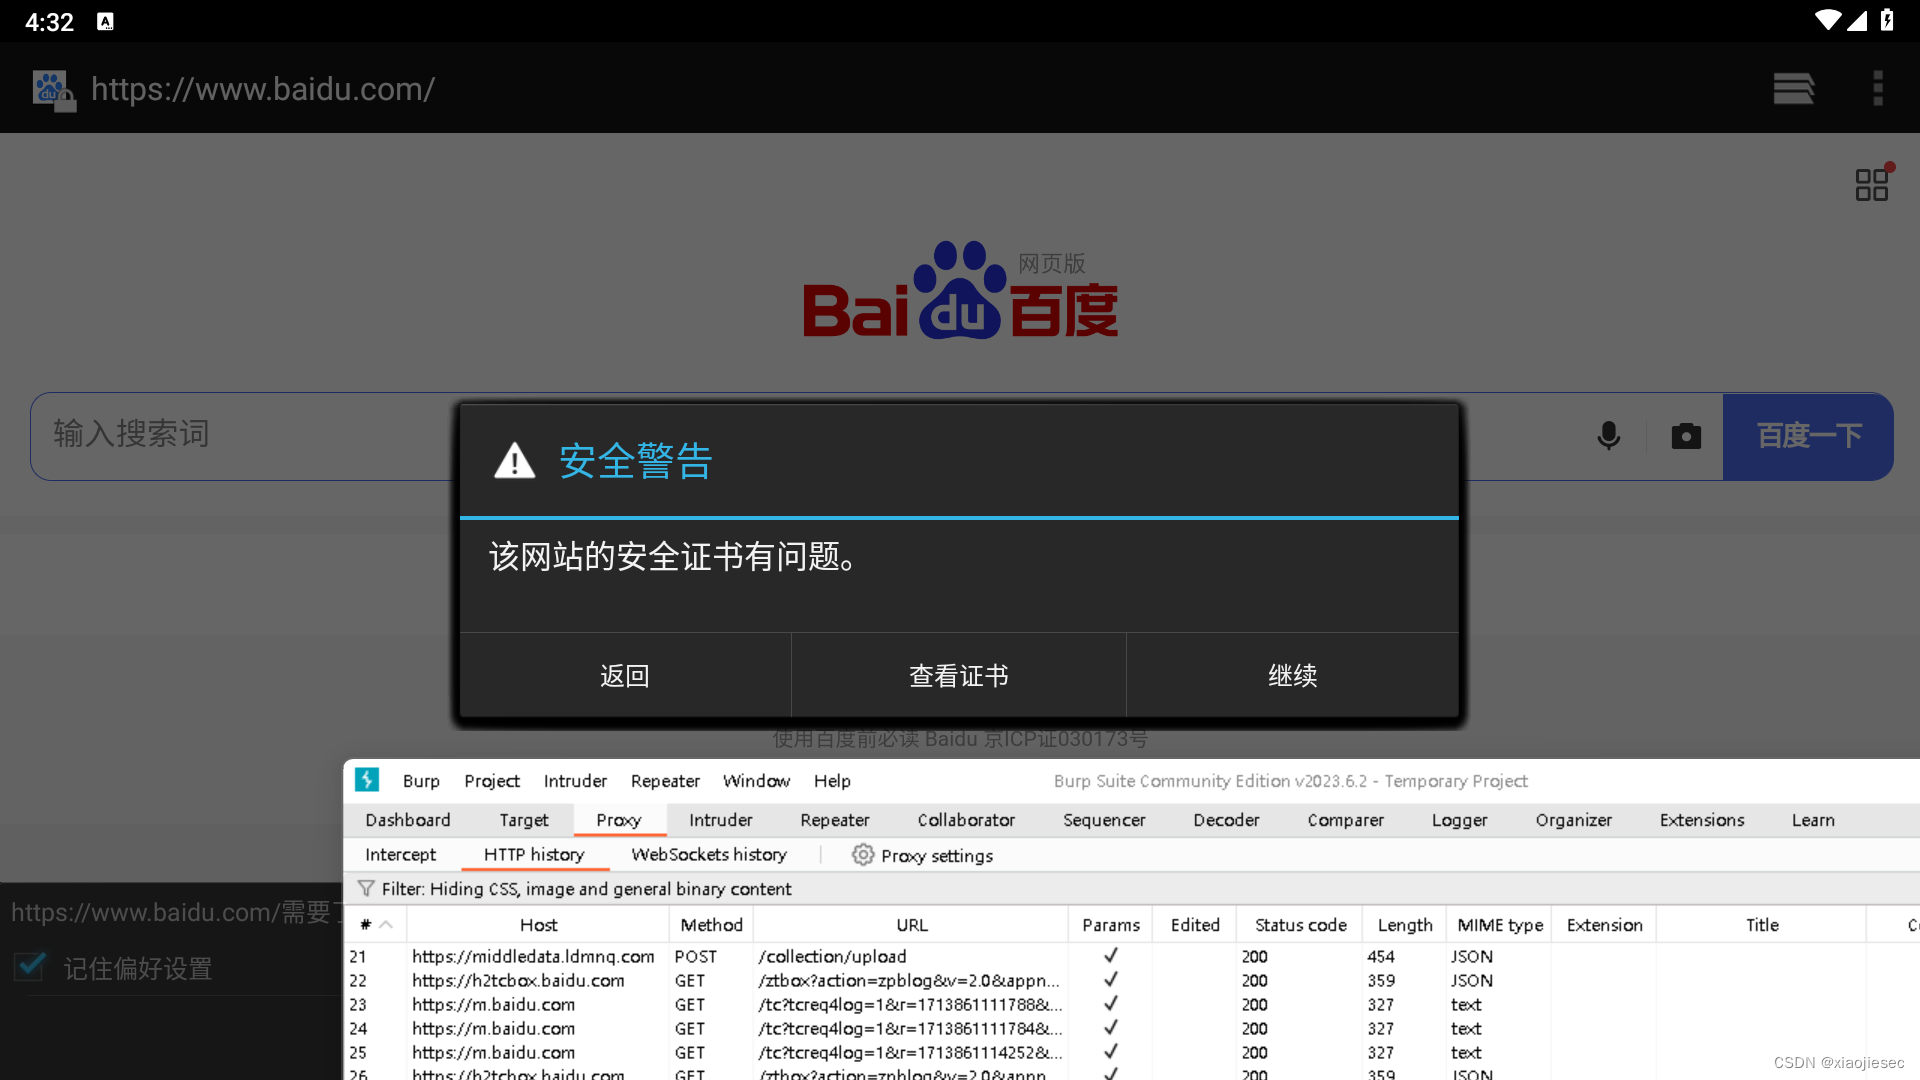 4:32
https://www.baidu.com/
网页版
Bai du 百度
输入搜索词
百度一下
安全警告
该网站的安全证书有问题。
返回 查看证书 继续
使用百度前必读 Baidu 京ICP证030173号
https://www.baidu.com/需要
记住偏好设置
Burp Project Intruder Repeater Window Help Burp Suite Community Edition v2023.6.2 - Temporary Project
Dashboard Target Proxy Intruder Repeater Collaborator Sequencer Decoder Comparer Logger Organizer Extensions Learn
Intercept HTTP history WebSockets history Proxy settings
Filter: Hiding CSS, image and general binary content
# Host Method URL Params Edited Status code Length MIME type Extension Title
21 https://middledata.ldmnq.com POST /collection/upload ✓ 200 454 JSON
22 https://h2tcbox.baidu.com GET /ztbox?action=zpblog&v=2.0&appn... ✓ 200 359 JSON
23 https://m.baidu.com GET /tc?tcreq4log=1&r=1713861111788&... ✓ 200 327 text
24 https://m.baidu.com GET /tc?tcreq4log=1&r=1713861111784&... ✓ 200 327 text
25 https://m.baidu.com GET /tc?tcreq4log=1&r=1713861114252&... ✓ 200 327 text
26 https://h2tcbox.baidu.com GET /ztbox?action=zpblog&v=2.0&appn... ✓ 200 359 JSON
CSDN @xiaojiesec